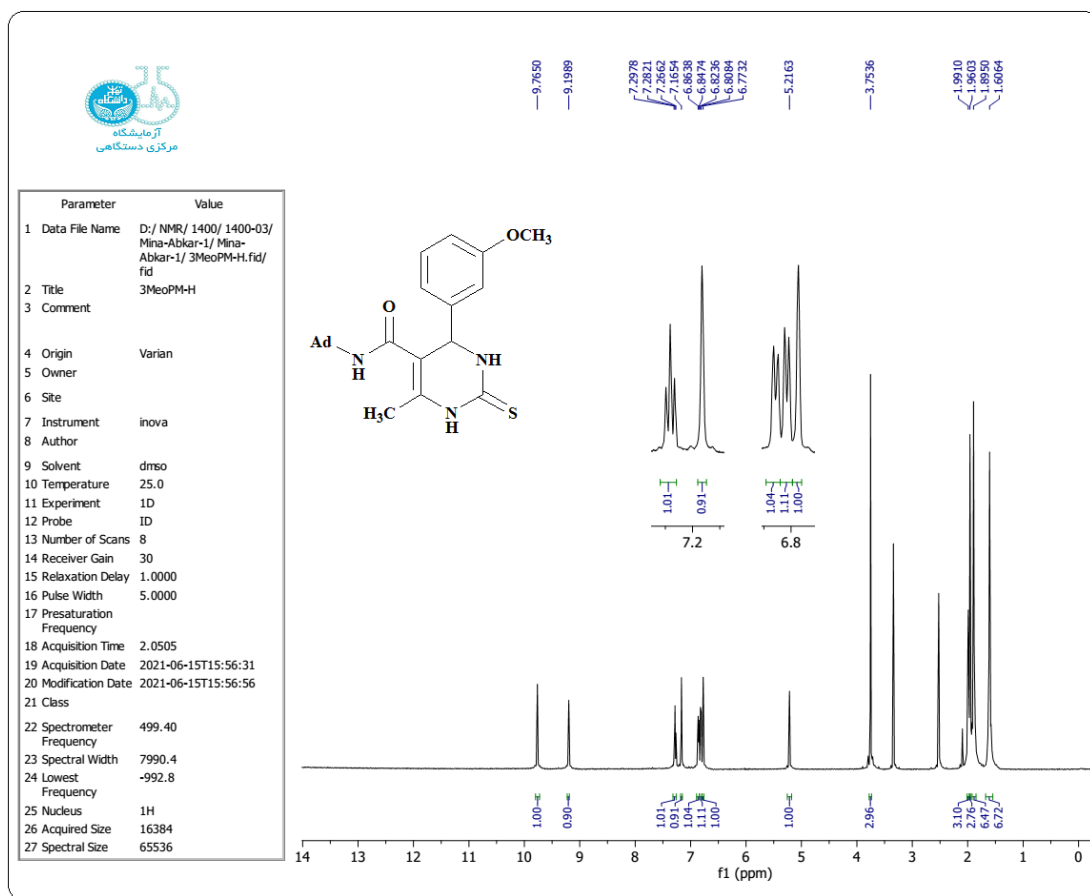 9.7650
9.1989
7.2978
7.2821
7.2662
7.1654
6.8638
6.8474
6.8236
6.8084
6.7732
5.2163
3.7536
1.9910
1.9603
1.8950
1.6064
آزمایشگاه
مرکزی دستگاهی
Parameter Value
1 Data File Name D:/ NMR/ 1400/ 1400-03/
Mina-Abkar-1/ Mina-
Abkar-1/ 3MeoPM-H.fid/
fid
2 Title 3MeoPM-H
3 Comment
4 Origin Varian
5 Owner
6 Site
7 Instrument inova
8 Author
9 Solvent dmso
10 Temperature 25.0
11 Experiment 1D
12 Probe ID
13 Number of Scans 8
14 Receiver Gain 30
15 Relaxation Delay 1.0000
16 Pulse Width 5.0000
17 Presaturation
Frequency
18 Acquisition Time 2.0505
19 Acquisition Date 2021-06-15T15:56:31
20 Modification Date 2021-06-15T15:56:56
21 Class
22 Spectrometer 499.40
Frequency
23 Spectral Width 7990.4
24 Lowest -992.8
Frequency
25 Nucleus 1H
26 Acquired Size 16384
27 Spectral Size 65536
OCH3
O
Ad
N
H
NH
H3C
N
H
S
1.01
0.91
7.2
1.04
1.11
1.00
6.8
1.00
0.90
1.01
0.91
1.04
1.11
1.00
1.00
2.96
3.10
2.76
6.47
6.72
14 13 12 11 10 9 8 7 6 5 4 3 2 1 0
f1 (ppm)